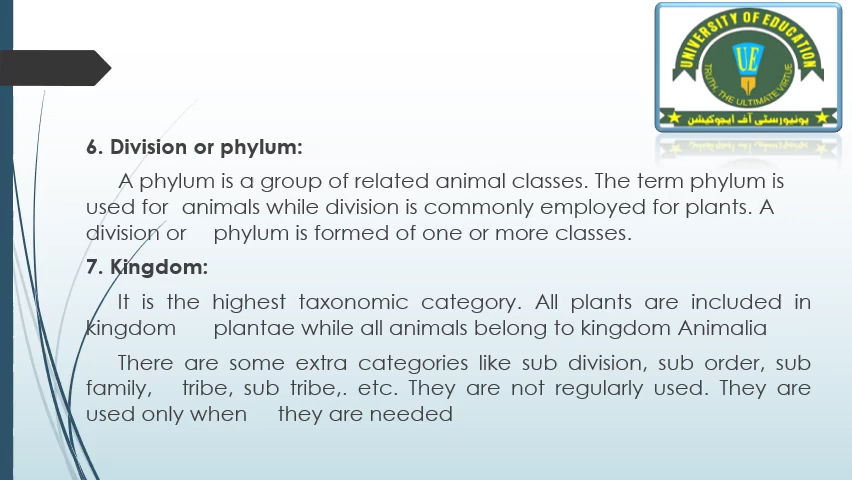 UNIVERSITY OF EDUCATION
UE
TRUTH, THE ULTIMATE VIRTUE
یونیورسٹی آف ایجوکیشن
6. Division or phylum:
A phylum is a group of related animal classes. The term phylum is
used for animals while division is commonly employed for plants. A
division or phylum is formed of one or more classes.
7. Kingdom:
It is the highest taxonomic category. All plants are included in
kingdom plantae while all animals belong to kingdom Animalia
There are some extra categories like sub division, sub order, sub
family, tribe, sub tribe,. etc. They are not regularly used. They are
used only when they are needed